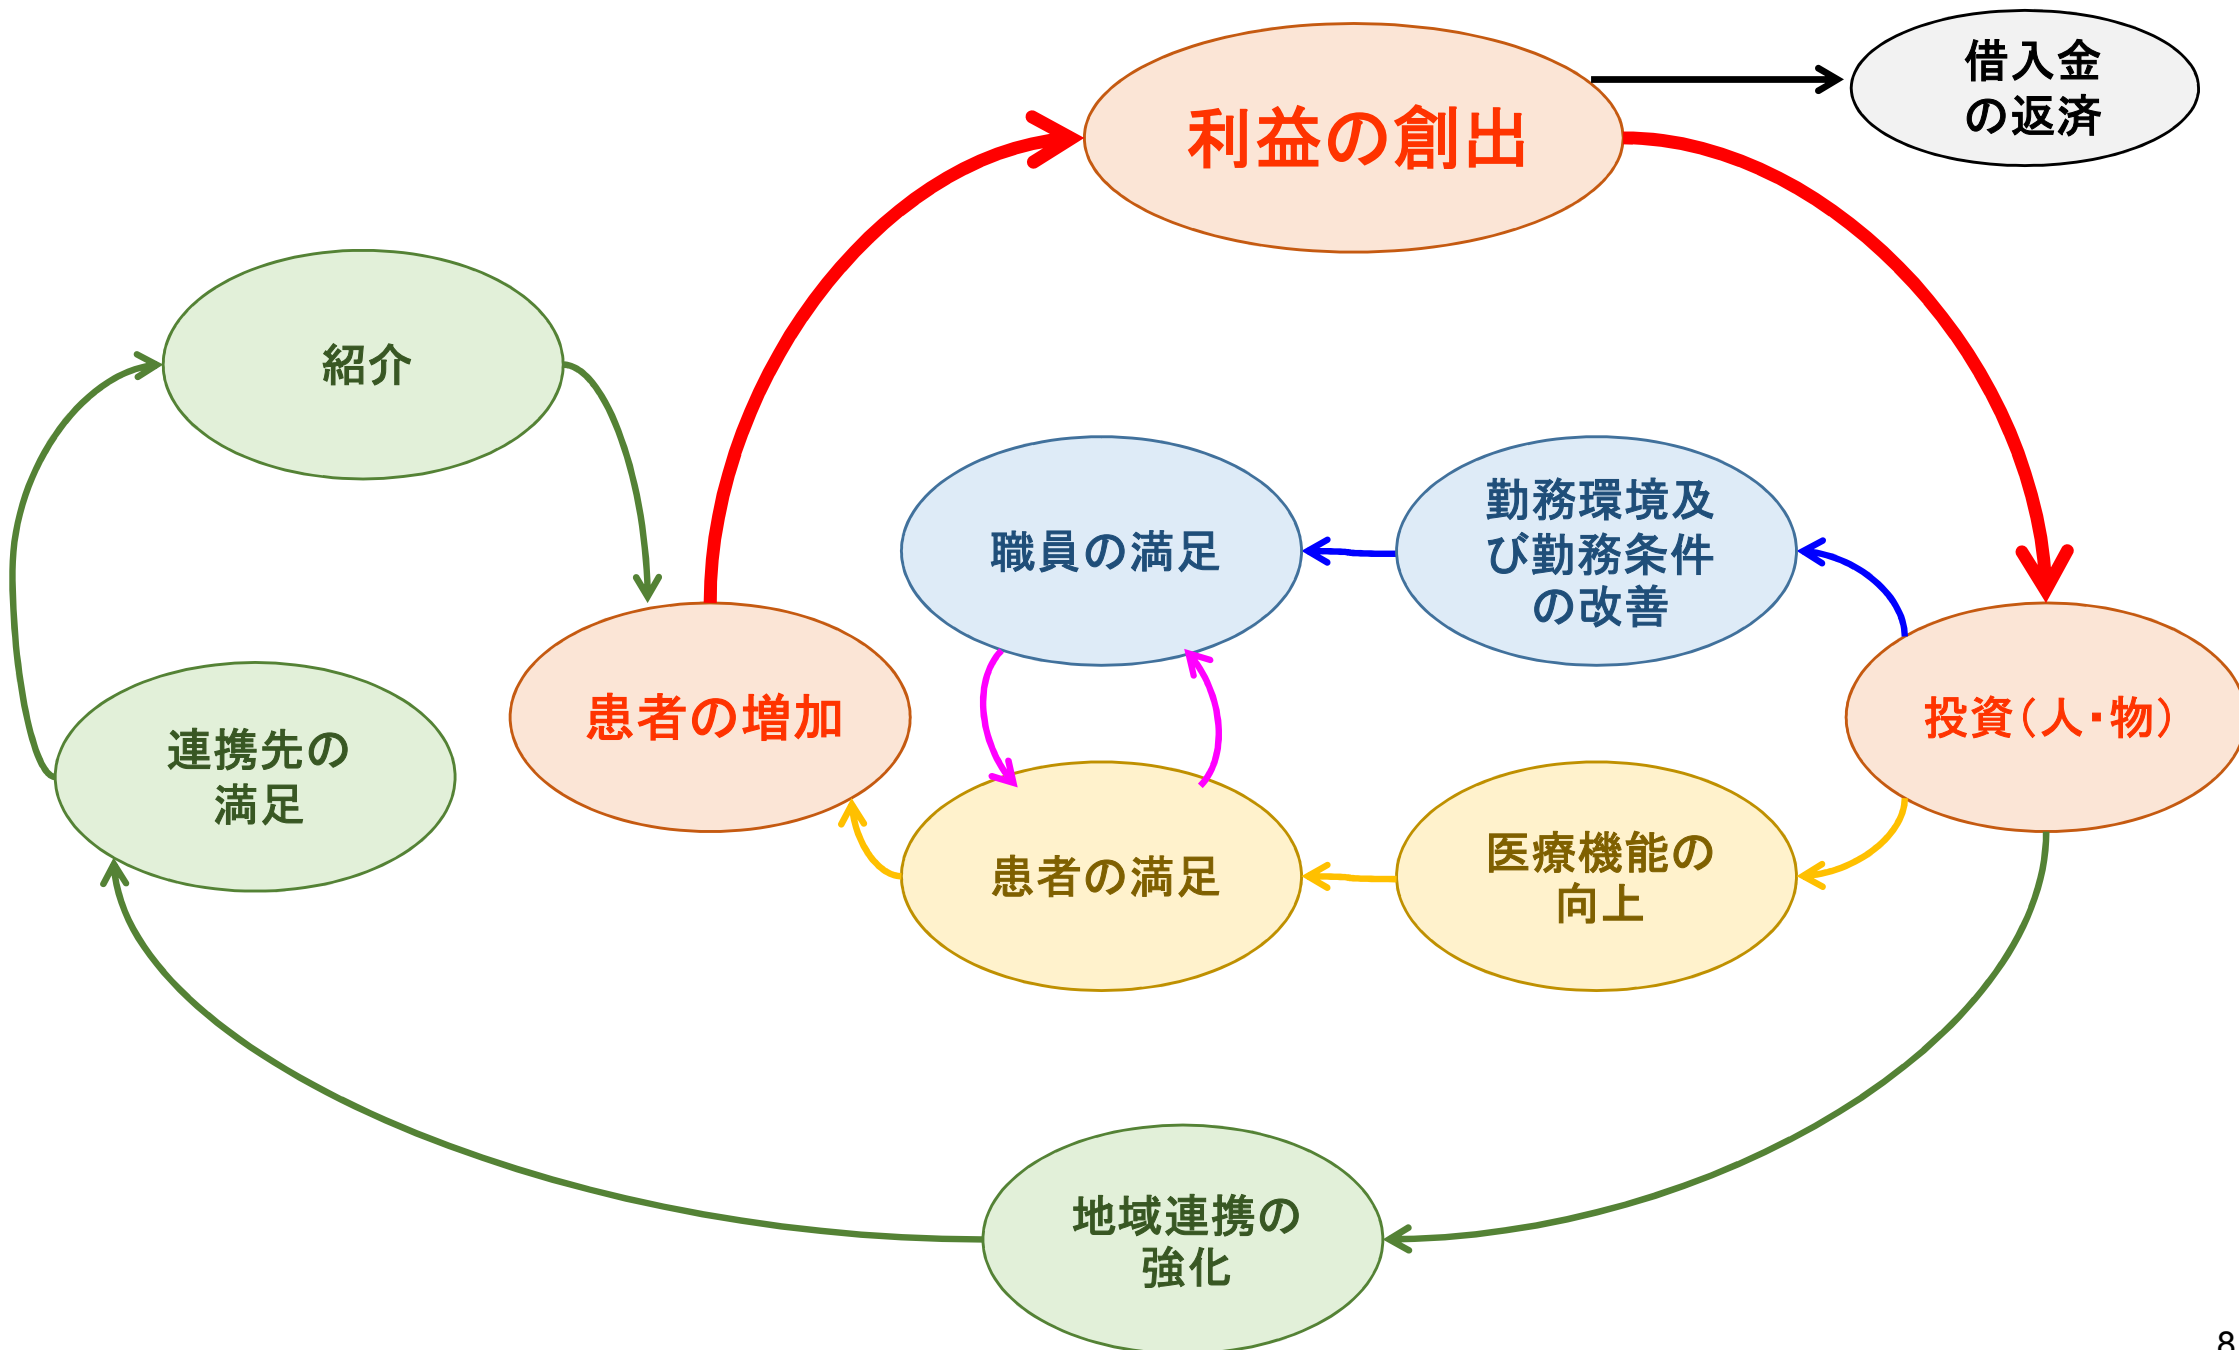 利益の創出
借入金
の返済
紹介
職員の満足
勤務環境及
び勤務条件
の改善
患者の増加
投資(人・物)
連携先の
満足
患者の満足
医療機能の
向上
地域連携の
強化
8